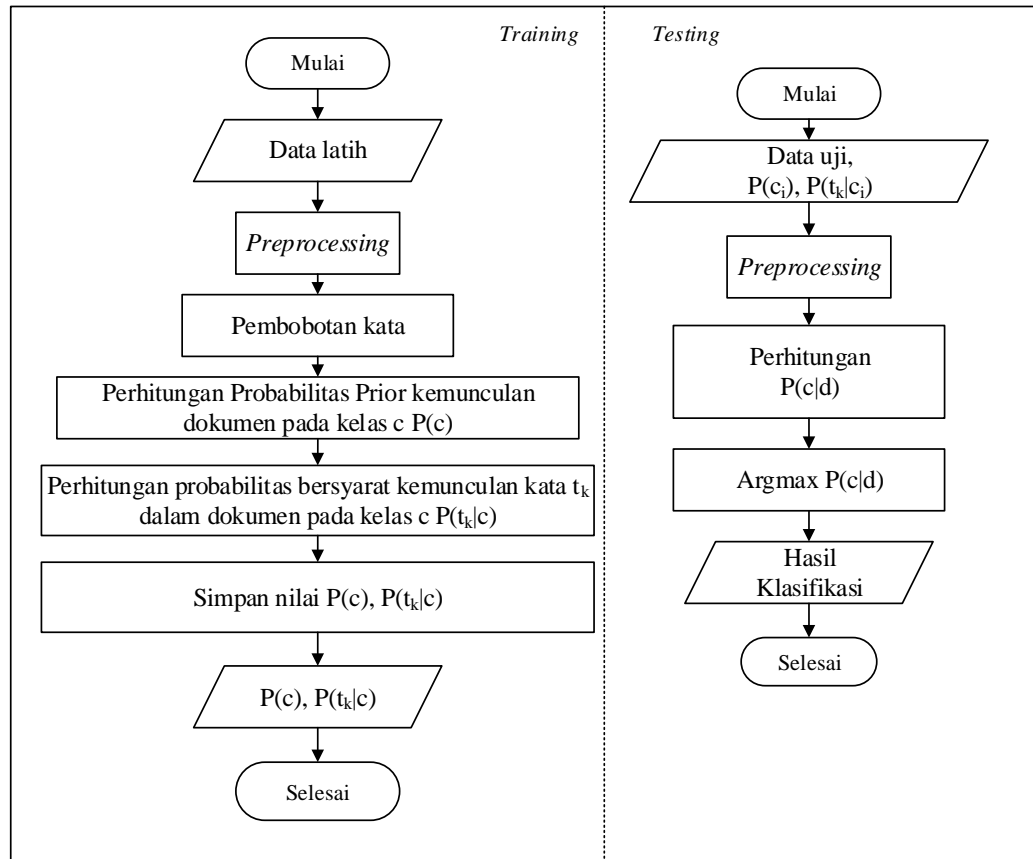 Training
Mulai
Data latih
Preprocessing
Pembobotan kata
Perhitungan Probabilitas Prior kemunculan
dokumen pada kelas c P(c)
Perhitungan probabilitas bersyarat kemunculan kata tₖ
dalam dokumen pada kelas c P(tₖ|c)
Simpan nilai P(c), P(tₖ|c)
P(c), P(tₖ|c)
Selesai
Testing
Mulai
Data uji,
P(cᵢ), P(tₖ|cᵢ)
Preprocessing
Perhitungan
P(c|d)
Argmax P(c|d)
Hasil
Klasifikasi
Selesai